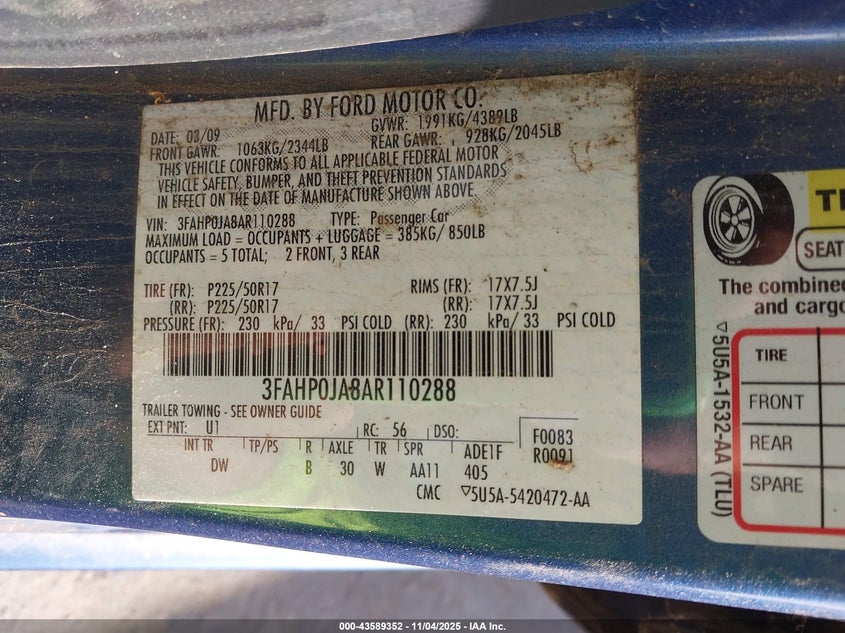 MFD. BY FORD MOTOR CO.
DATE: 03/09
GVWR: 1991KG/4389LB
FRONT GAWR: 1063KG/2344LB
REAR GAWR: 928KG/2045LB
THIS VEHICLE CONFORMS TO ALL APPLICABLE FEDERAL MOTOR
VEHICLE SAFETY, BUMPER, AND THEFT PREVENTION STANDARDS
IN EFFECT ON THE DATE OF MANUFACTURE SHOWN ABOVE.
VIN: 3FAHP0JA8AR110288 TYPE: Passenger Car
MAXIMUM LOAD = OCCUPANTS + LUGGAGE = 385KG/ 850LB
OCCUPANTS = 5 TOTAL; 2 FRONT, 3 REAR
TIRE (FR): P225/50R17 RIMS (FR): 17X7.5J
(RR): P225/50R17 (RR): 17X7.5J
PRESSURE (FR): 230 kPa/ 33 PSI COLD (RR): 230 kPa/ 33 PSI COLD
3FAHP0JA8AR110288
TRAILER TOWING - SEE OWNER GUIDE
EXT PNT: U1 RC: 56 DSO: F0083
INT TR TP/PS R AXLE TR SPR ADE1F R0091
DW B 30 W AA11 405
CMC ▽5U5A-5420472-AA
SEAT
The combined
and cargo
▽5U5A-1532-AA (TLU)
TIRE
FRONT
REAR
SPARE
000-43589352 - 11/04/2025 - IAA Inc.